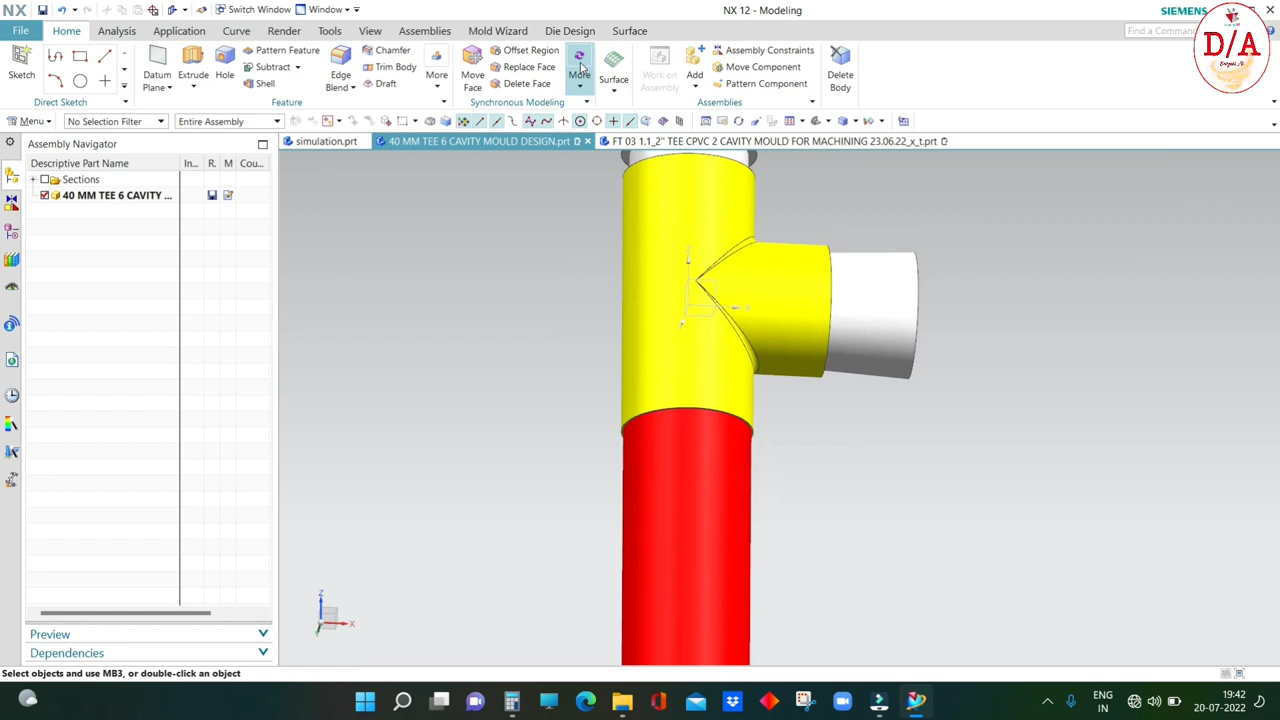 NX
Switch Window
Window
NX 12 - Modeling
SIEMENS
File
Home
Analysis
Application
Curve
Render
Tools
View
Assemblies
Mold Wizard
Die Design
Surface
Find a Comman
D/A
Sketch
Datum Plane
Extrude
Hole
Pattern Feature
Subtract
Shell
Edge Blend
Chamfer
Trim Body
Draft
More
Move Face
Offset Region
Replace Face
Delete Face
More
Surface
Work on Assembly
Add
Assembly Constraints
Move Component
Pattern Component
Delete Body
Direct Sketch
Feature
Synchronous Modeling
Assemblies
Menu
No Selection Filter
Entire Assembly
simulation.prt
40 MM TEE 6 CAVITY MOULD DESIGN.prt
FT 03 1.1_2" TEE CPVC 2 CAVITY MOULD FOR MACHINING 23.06.22_x_t.prt
Assembly Navigator
Descriptive Part Name
In...
R.
M
Cou...
Sections
40 MM TEE 6 CAVITY ...
Z
X
Z
X
Y
Preview
Dependencies
Select objects and use MB3, or double-click an object
ENG
IN
19:42
20-07-2022